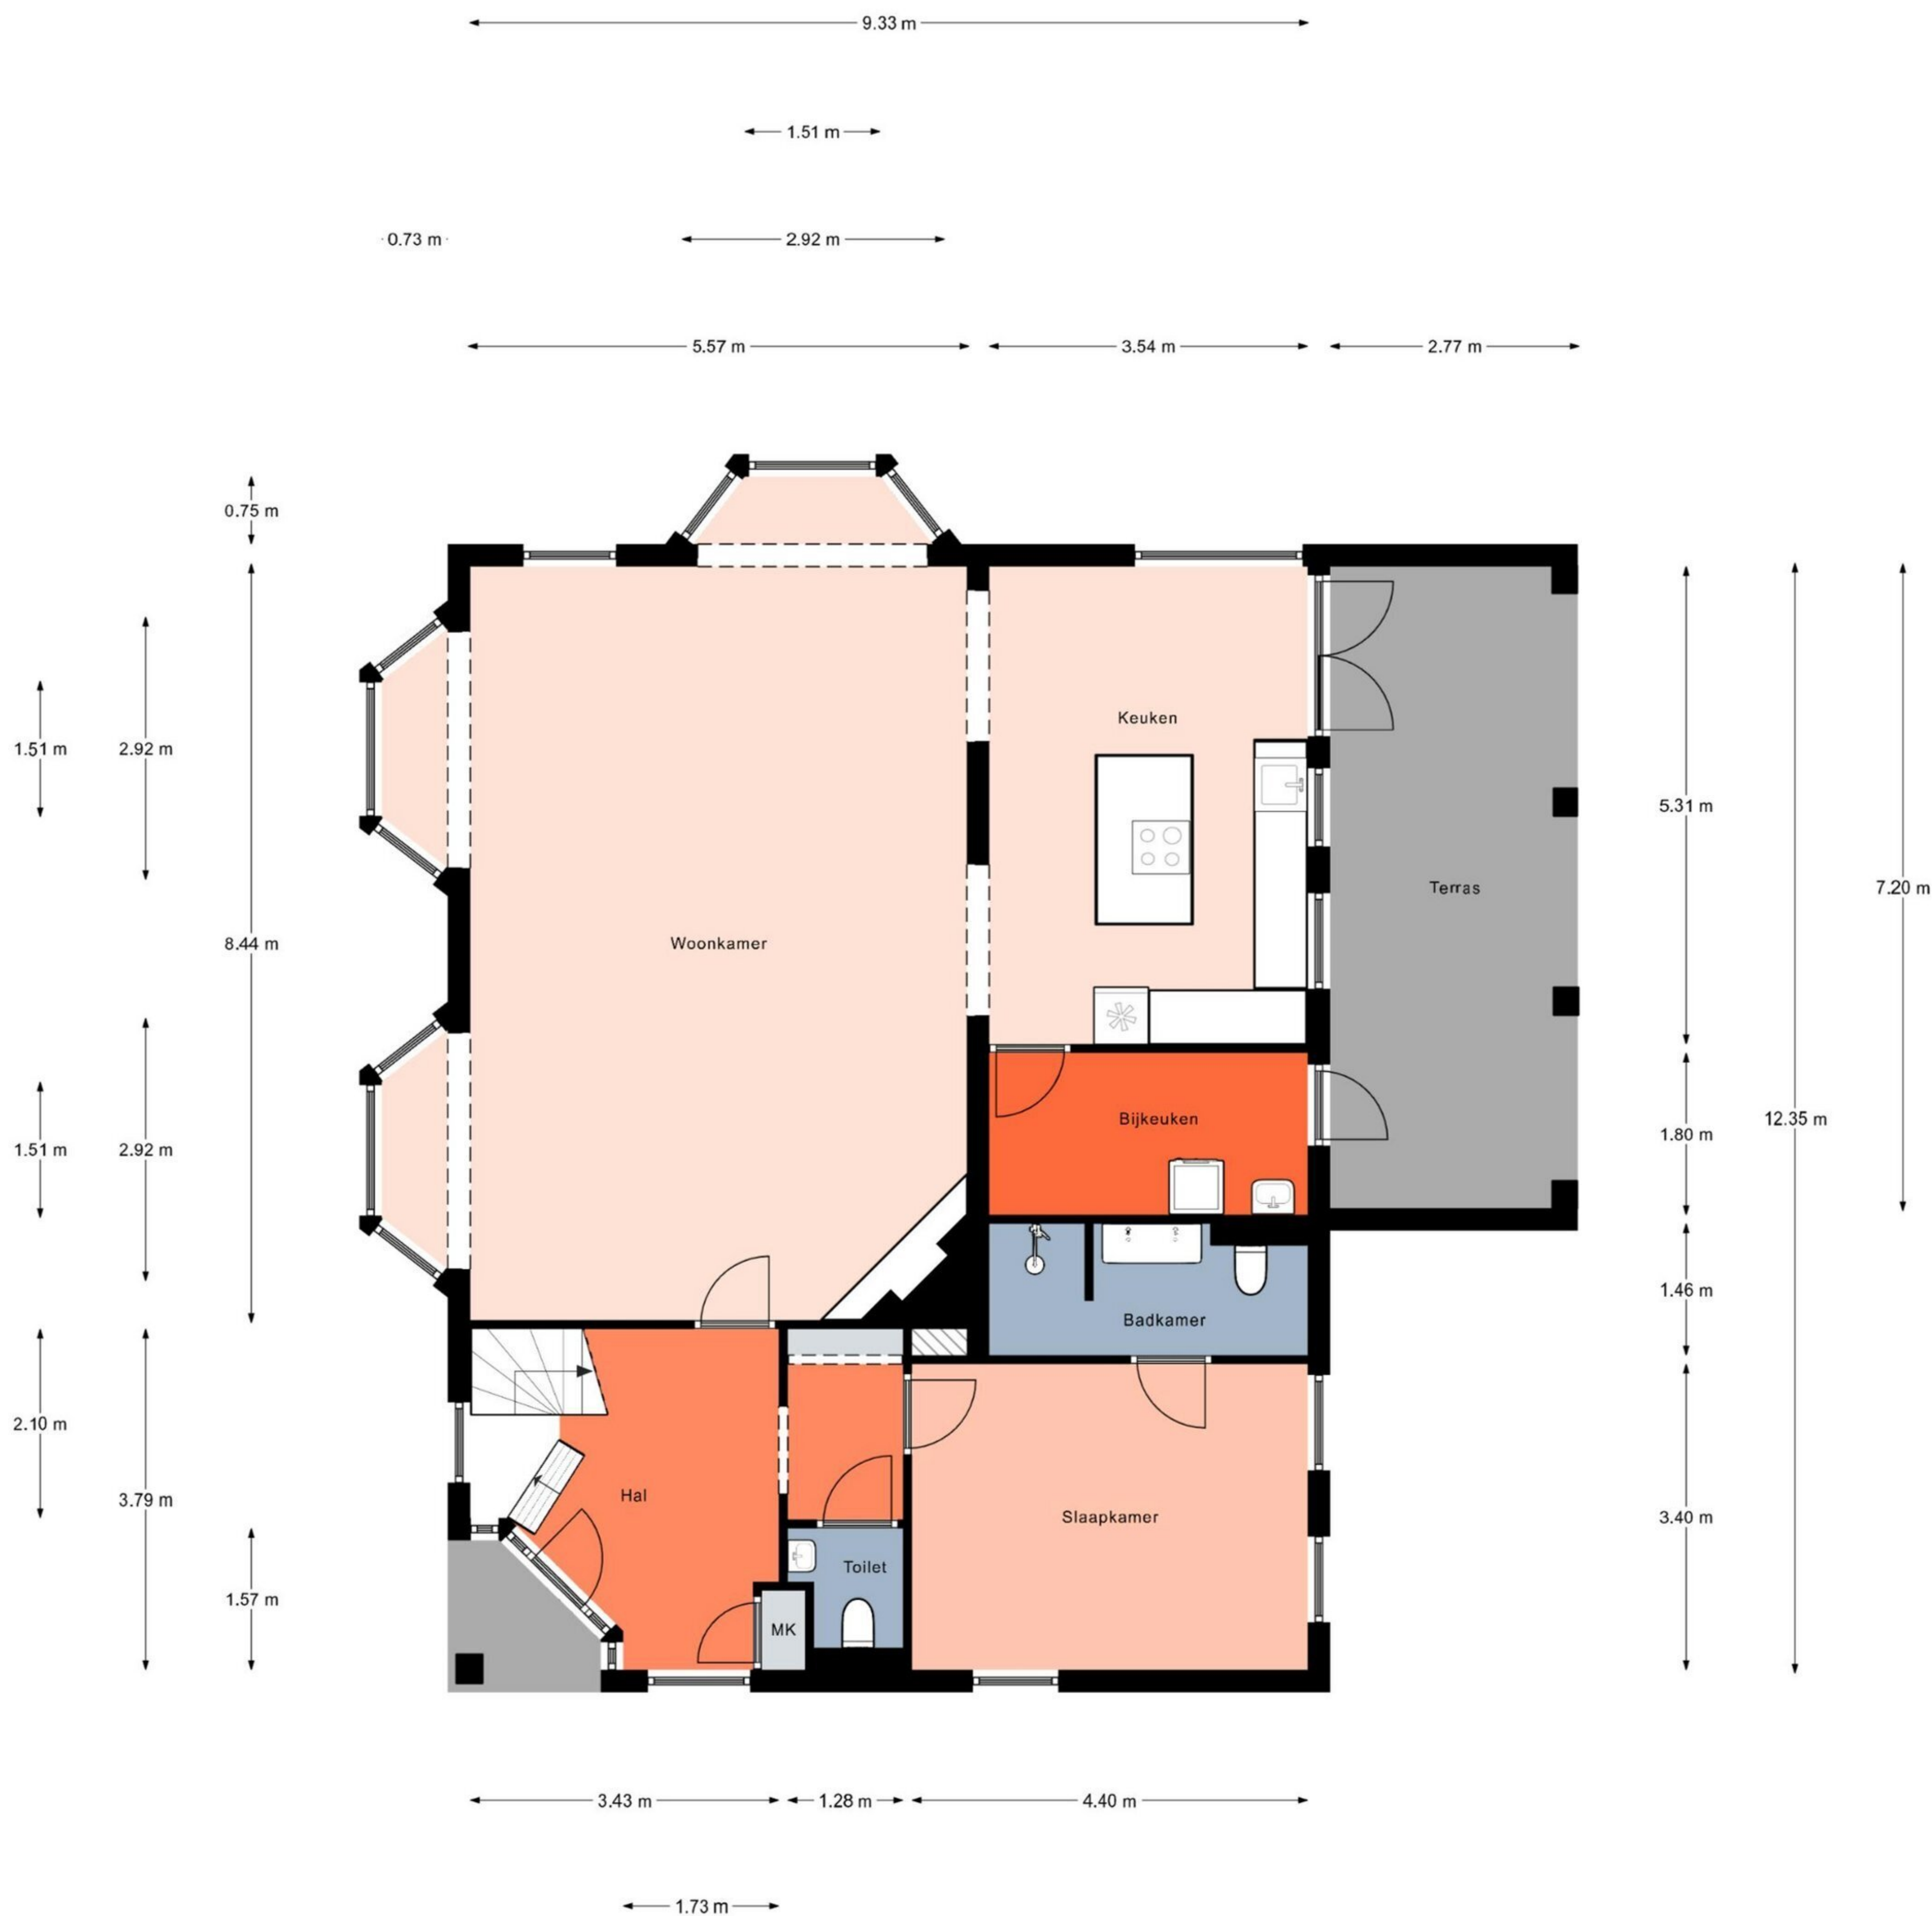 9.33 m
1.51 m
0.73 m
2.92 m
5.57 m
3.54 m
2.77 m
0.75 m
Keuken
1.51 m
2.92 m
5.31 m
Terras
7.20 m
8.44 m
Woonkamer
Bijkeuken
12.35 m
1.80 m
1.51 m
2.92 m
1.46 m
Badkamer
2.10 m
3.79 m
Hal
Slaapkamer
3.40 m
Toilet
1.57 m
MK
3.43 m
1.28 m
4.40 m
1.73 m